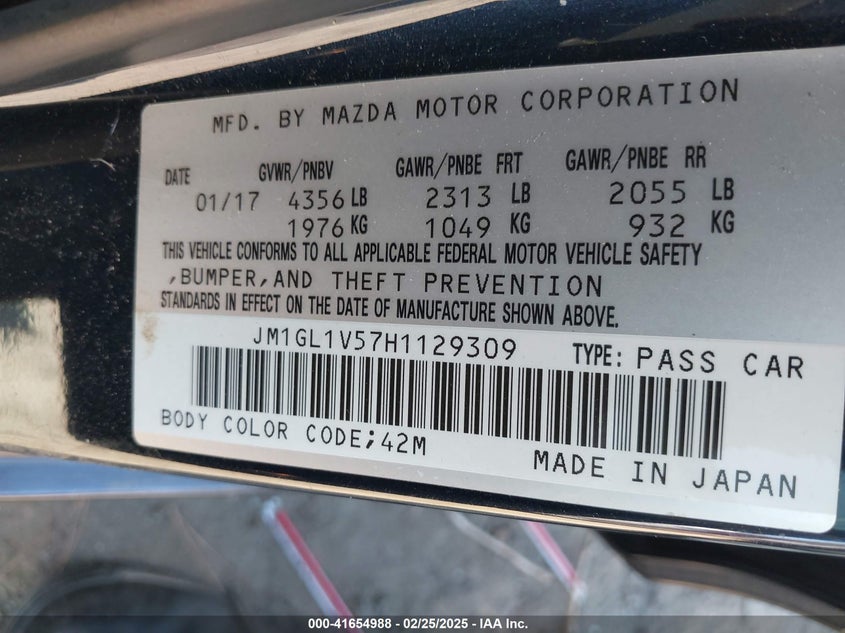 MFD. BY MAZDA MOTOR CORPORATION
DATE GVWR/PNBV GAWR/PNBE FRT GAWR/PNBE RR
01/17 4356 LB 2313 LB 2055 LB
1976 KG 1049 KG 932 KG
THIS VEHICLE CONFORMS TO ALL APPLICABLE FEDERAL MOTOR VEHICLE SAFETY
,BUMPER,AND THEFT PREVENTION
STANDARDS IN EFFECT ON THE DATE OF MANUFACTURE SHOWN ABOVE.
JM1GL1V57H1129309 TYPE: PASS CAR
BODY COLOR CODE;42M
MADE IN JAPAN
000-41654988 - 02/25/2025 - IAA Inc.